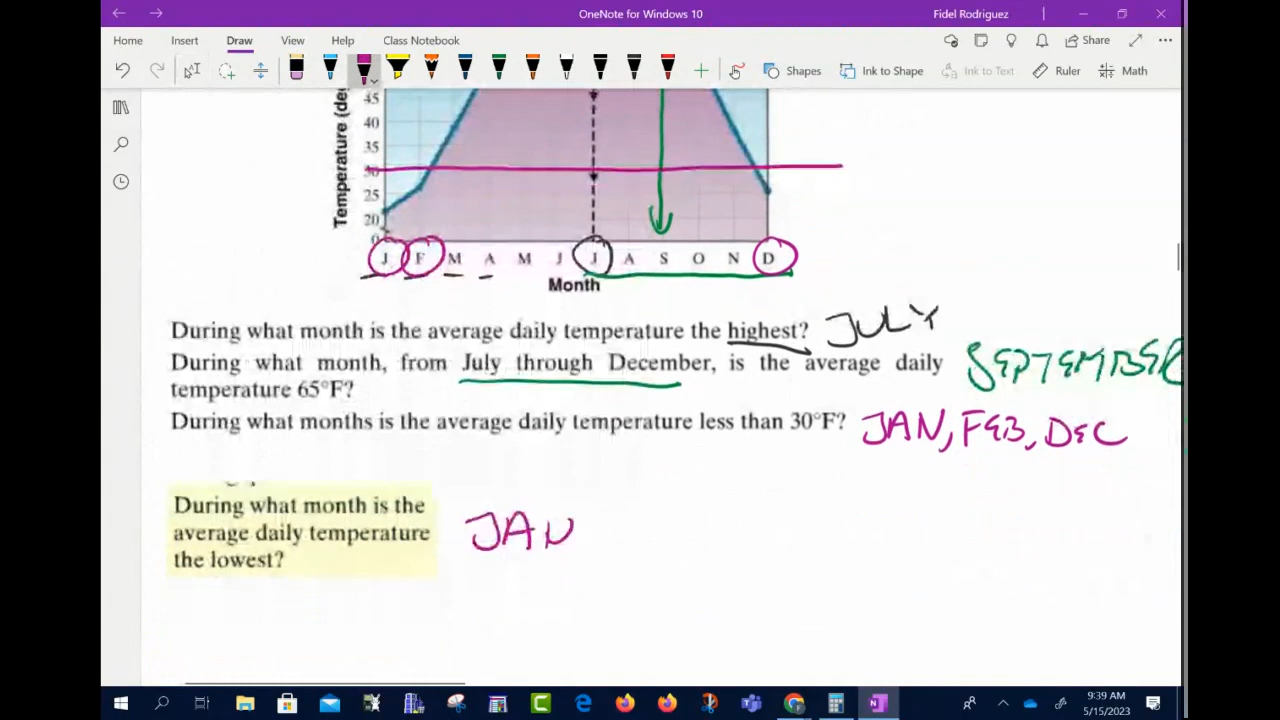 OneNote for Windows 10
Fidel Rodriguez
Home Insert Draw View Help Class Notebook
Share
Shapes Ink to Shape Ink to Text Ruler Math
Temperature (de
45
40
35
30
25
20
0
J F M A M J J A S O N D
Month
During what month is the average daily temperature the highest? JULY
During what month, from July through December, is the average daily
temperature 65°F? SEPTEMBER
During what months is the average daily temperature less than 30°F? JAN, FEB, DEC
During what month is the
average daily temperature
the lowest?
JAN
9:39 AM
5/15/2023